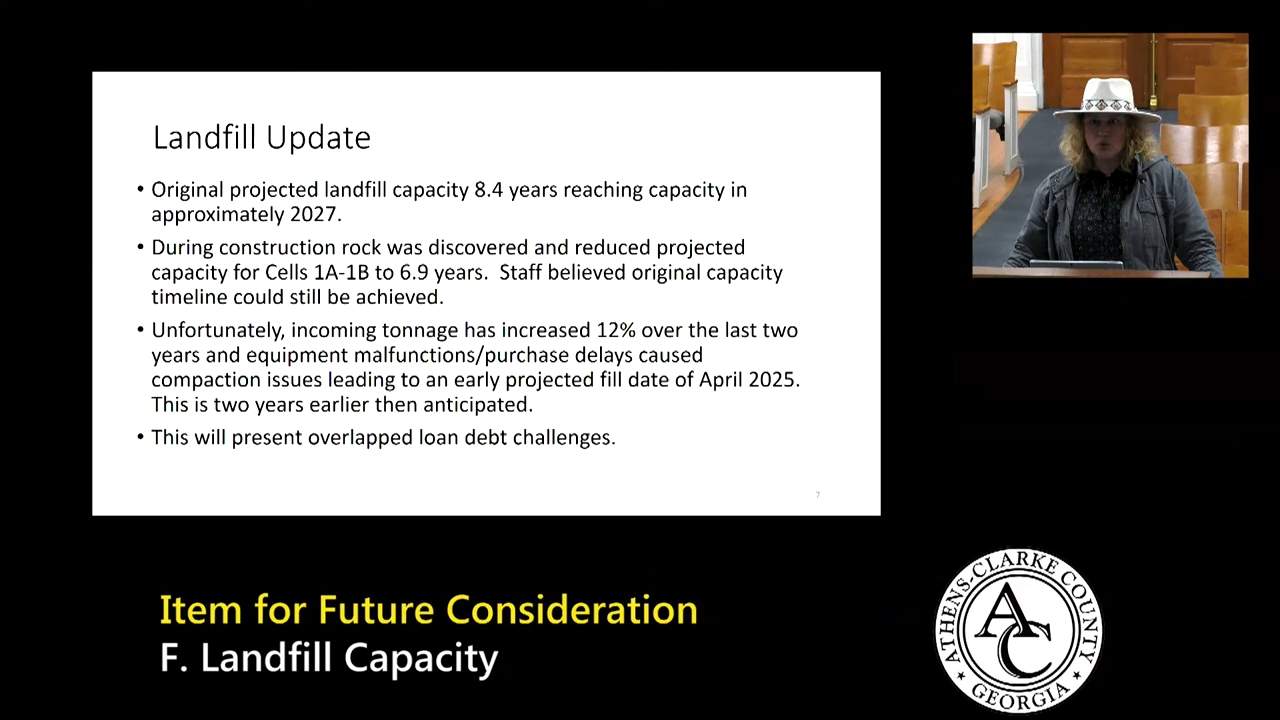 Landfill Update
• Original projected landfill capacity 8.4 years reaching capacity in
approximately 2027.
• During construction rock was discovered and reduced projected
capacity for Cells 1A-1B to 6.9 years.  Staff believed original capacity
timeline could still be achieved.
• Unfortunately, incoming tonnage has increased 12% over the last two
years and equipment malfunctions/purchase delays caused
compaction issues leading to an early projected fill date of April 2025.
This is two years earlier then anticipated.
• This will present overlapped loan debt challenges.
7
Item for Future Consideration
F. Landfill Capacity
ATHENS-CLARKE COUNTY
AC
GEORGIA